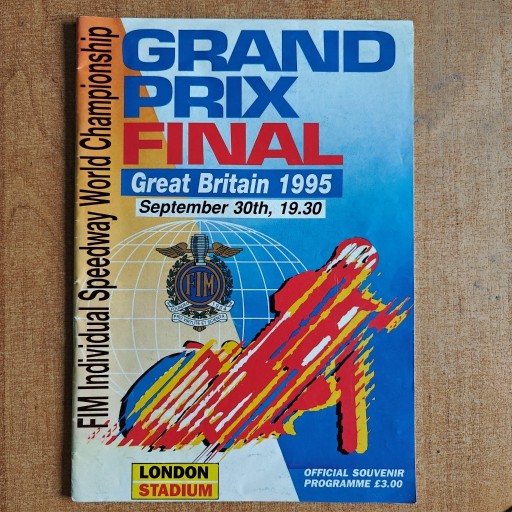 FIM Individual Speedway World Championship
GRAND
PRIX
FINAL
Great Britain 1995
September 30th, 19.30
FIM
LONDON
STADIUM
OFFICIAL SOUVENIR
PROGRAMME £3.00